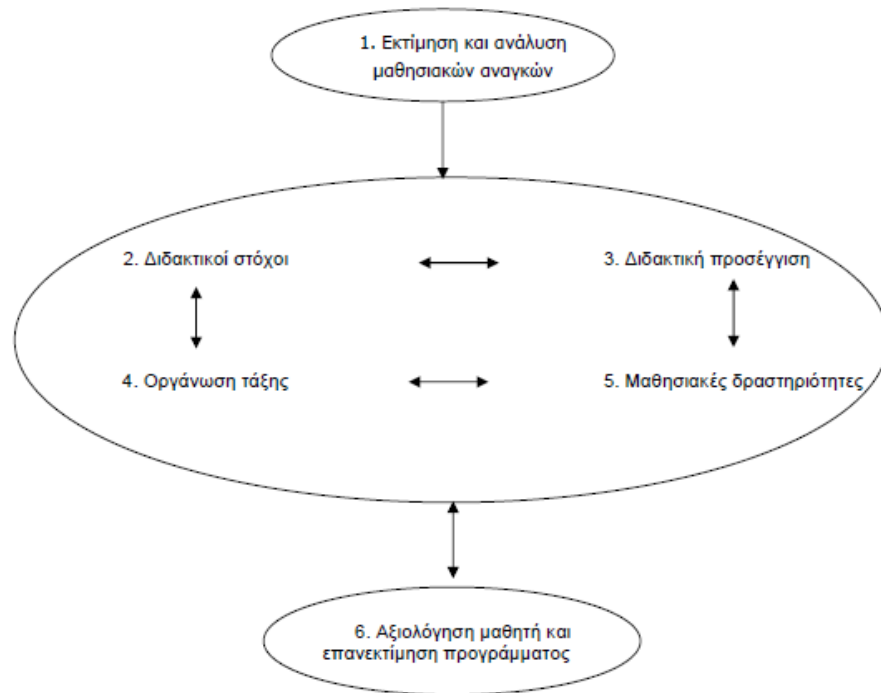 1. Εκτίμηση και ανάλυση
μαθησιακών αναγκών
2. Διδακτικοί στόχοι
3. Διδακτική προσέγγιση
4. Οργάνωση τάξης
5. Μαθησιακές δραστηριότητες
6. Αξιολόγηση μαθητή και
επανεκτίμηση προγράμματος